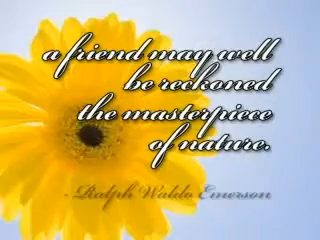 a friend may well
be reckoned
the masterpiece
of nature.
- Ralph Waldo Emerson